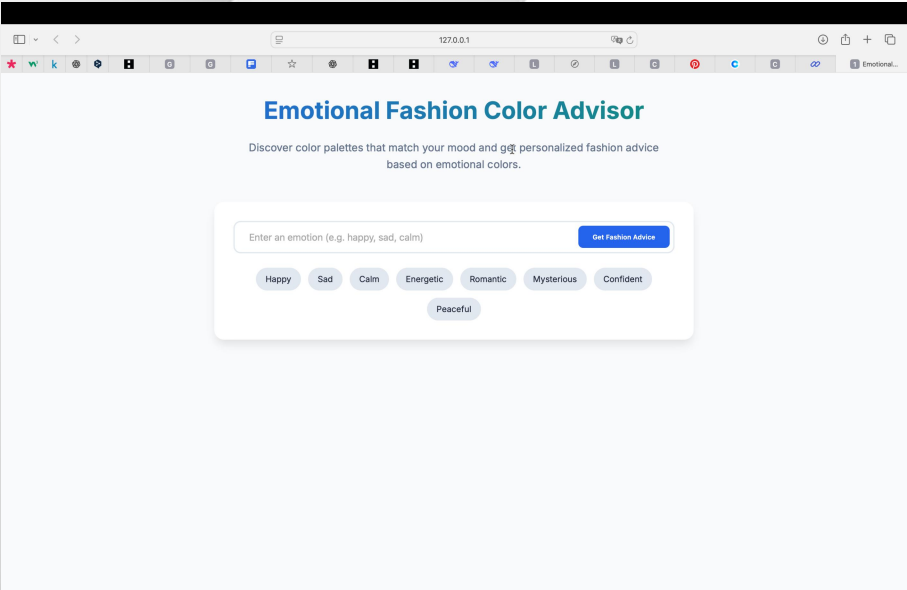 127.0.0.1
G
G
L
L
C
C
1 Emotional...
Emotional Fashion Color Advisor
Discover color palettes that match your mood and get personalized fashion advice
based on emotional colors.
Enter an emotion (e.g. happy, sad, calm)
Get Fashion Advice
Happy
Sad
Calm
Energetic
Romantic
Mysterious
Confident
Peaceful